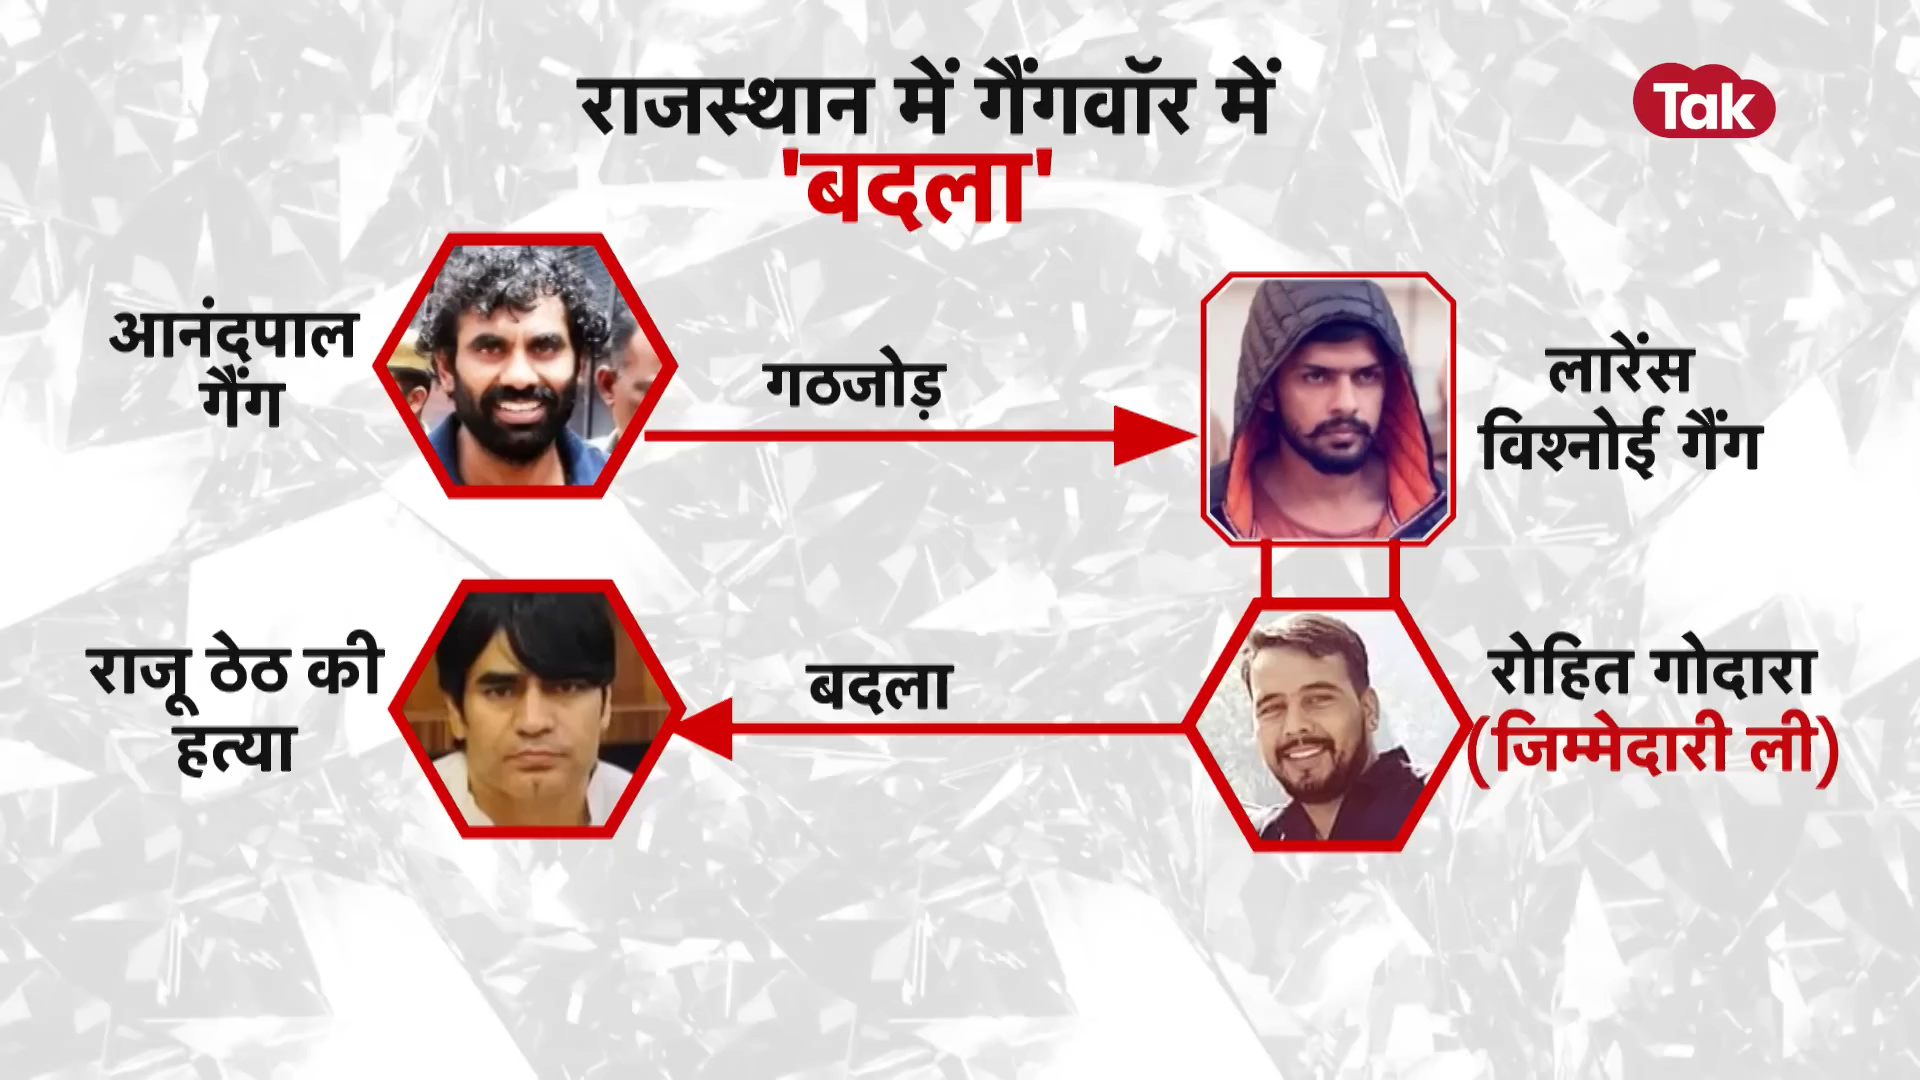 राजस्थान में गैंगवॉर में
'बदला'
Tak
आनंदपाल
गैंग
गठजोड़
लारेंस
विश्नोई गैंग
राजू ठेठ की
हत्या
बदला
रोहित गोदारा
(जिम्मेदारी ली)